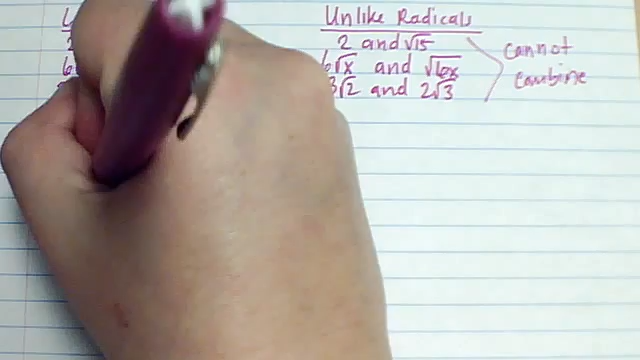 Unlike Radicals
2 and √15
6√x and √6x
3√2 and 2√3
cannot
combine